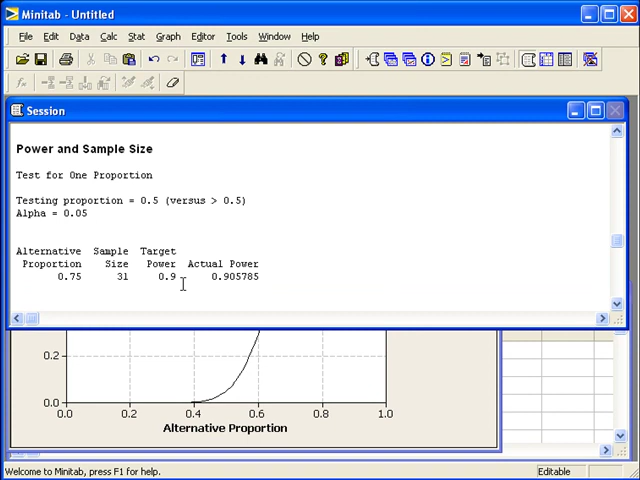 Minitab - Untitled
File Edit Data Calc Stat Graph Editor Tools Window Help
Session
Power and Sample Size
Test for One Proportion
Testing proportion = 0.5 (versus > 0.5)
Alpha = 0.05
Alternative Sample Target
Proportion Size Power Actual Power
0.75 31 0.9 0.905785
0.2
0.0
0.0 0.2 0.4 0.6 0.8 1.0
Alternative Proportion
Welcome to Minitab, press F1 for help. Editable